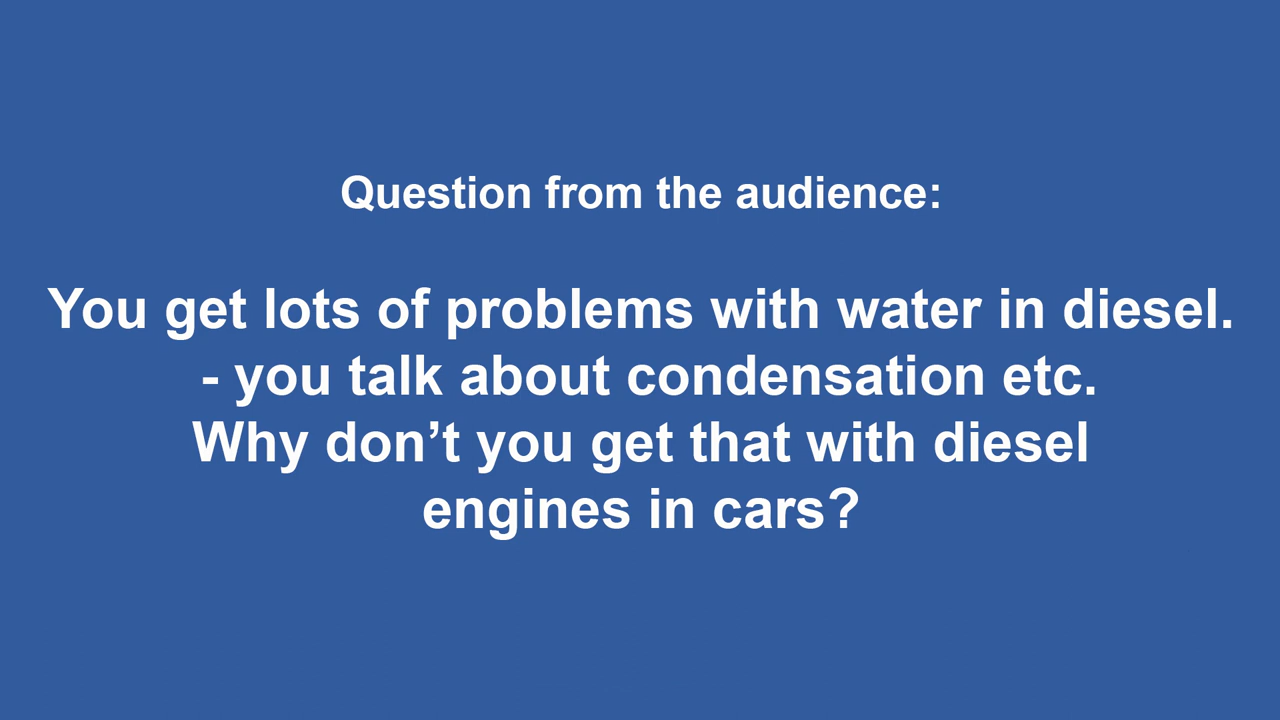 Question from the audience:
You get lots of problems with water in diesel.
- you talk about condensation etc.
Why don’t you get that with diesel
engines in cars?